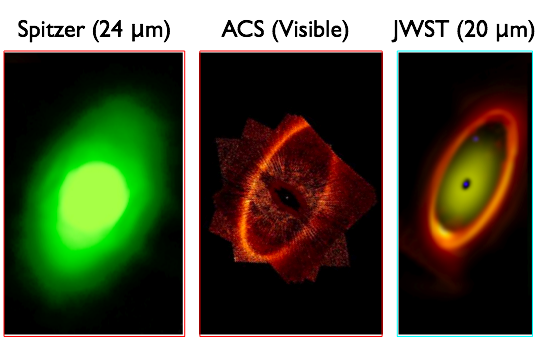 Spitzer (24 µm)
ACS (Visible)
JWST (20 µm)